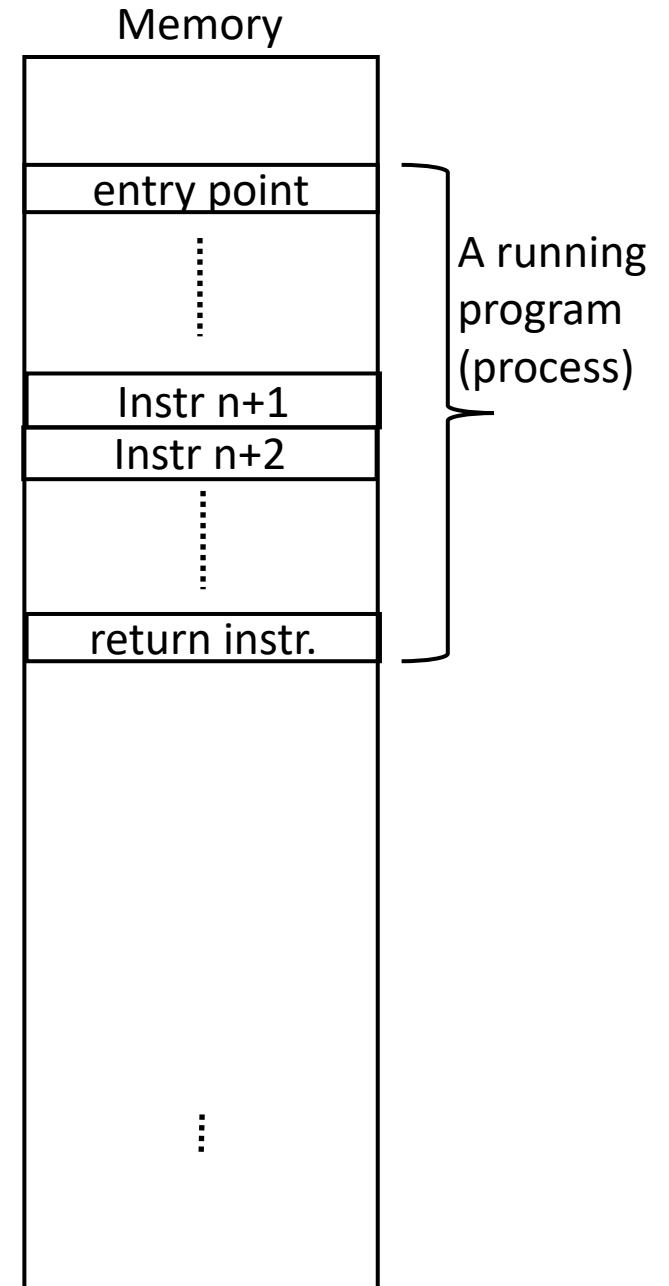 Memory
entry point
A running
program
(process)
Instr n+1
Instr n+2
return instr.